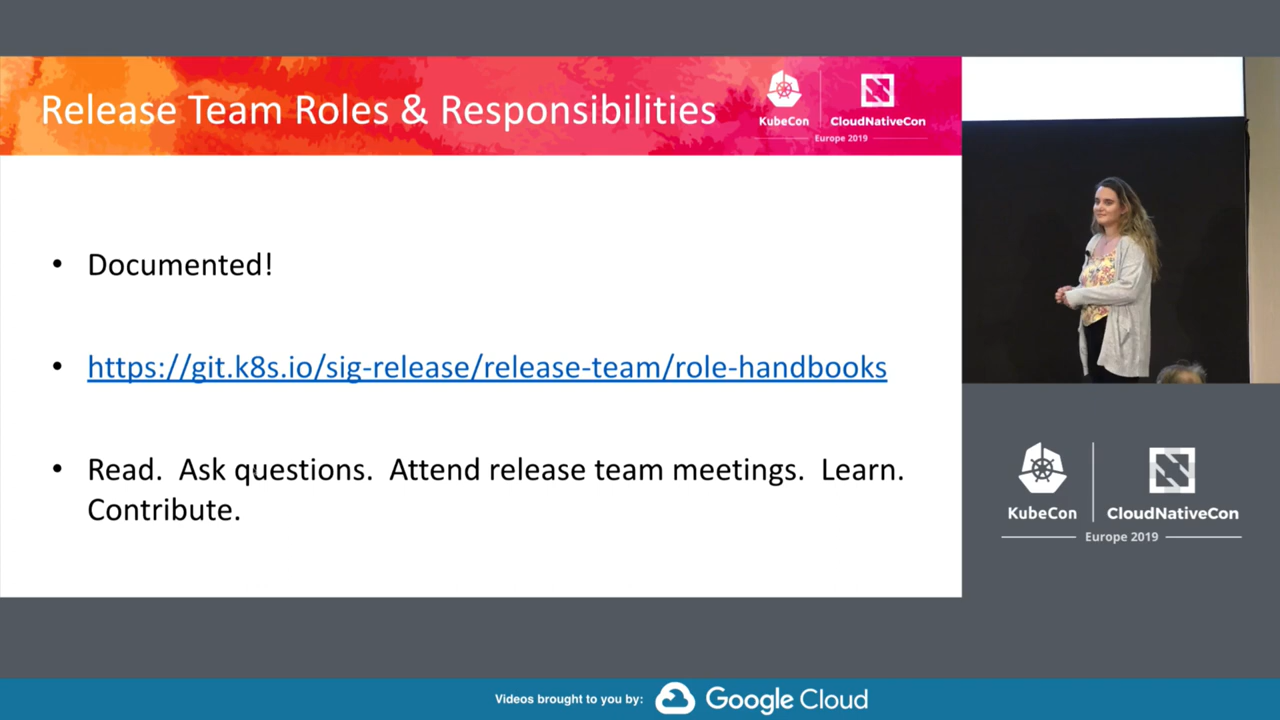 Release Team Roles & Responsibilities
KubeCon
CloudNativeCon
Europe 2019
• Documented!
• https://git.k8s.io/sig-release/release-team/role-handbooks
• Read. Ask questions. Attend release team meetings. Learn.
Contribute.
KubeCon
CloudNativeCon
Europe 2019
Videos brought to you by: Google Cloud